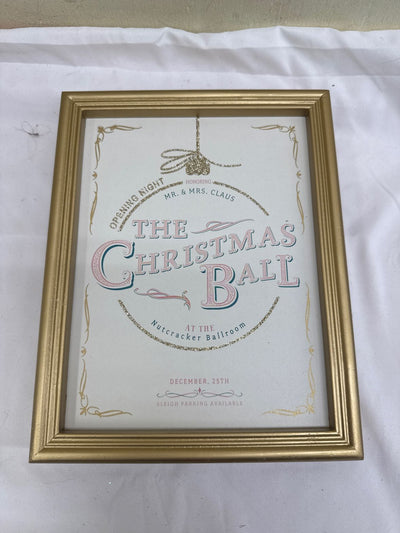 OPENING NIGHT
HONORING
MR. & MRS. CLAUS
THE
CHRISTMAS
BALL
AT THE
Nutcracker Ballroom
DECEMBER, 25TH
SLEIGH PARKING AVAILABLE